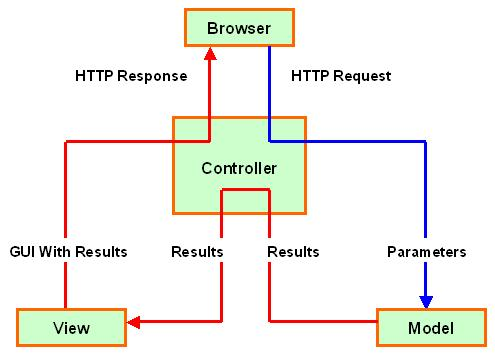 Browser
HTTP Response
HTTP Request
Controller
GUI With Results
Results
Results
Parameters
View
Model